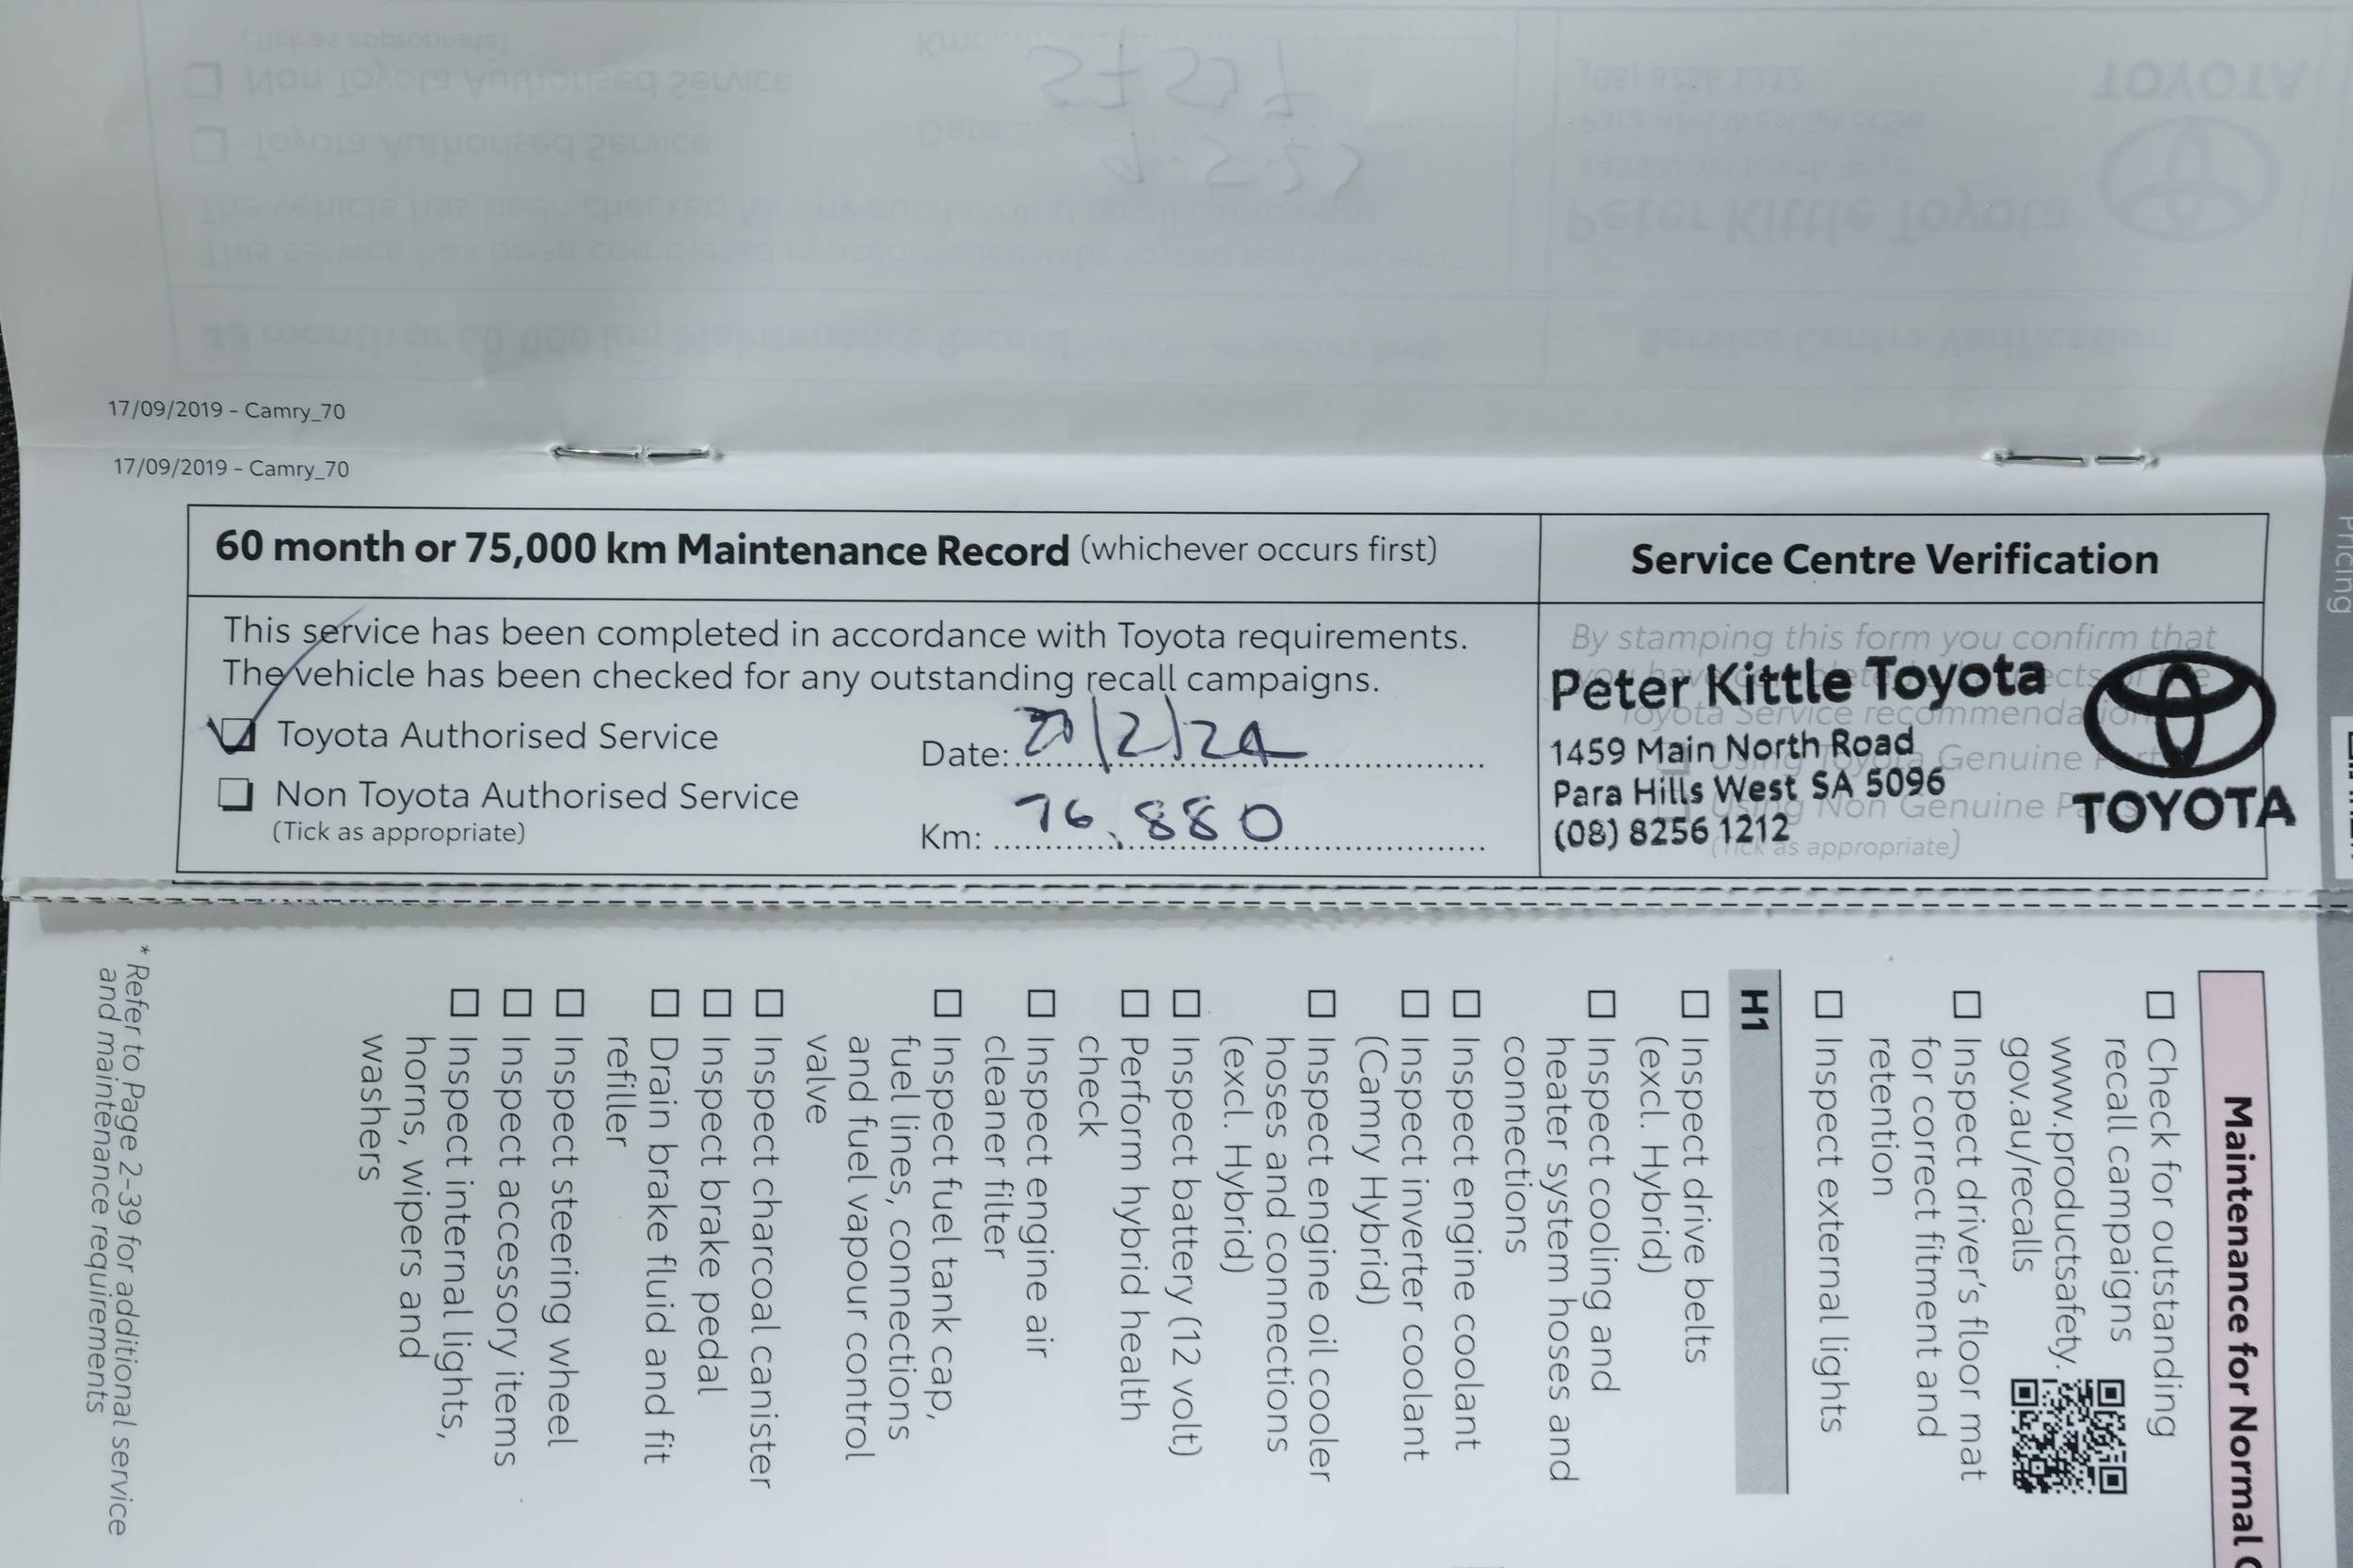 17/09/2019 - Camry_70
17/09/2019 - Camry_70
60 month or 75,000 km Maintenance Record (whichever occurs first)
Service Centre Verification
This service has been completed in accordance with Toyota requirements.
The vehicle has been checked for any outstanding recall campaigns.
Toyota Authorised Service
Non Toyota Authorised Service
(Tick as appropriate)
Date: /2/24
Km: 76.880
By stamping this form you confirm that
Peter Kittle Toyota
Toyota Service
1459 Main North Road
Genuine
Para Hills West SA 5096
Using Non Genuine
(08) 8256 1212
(Tick as appropriate)
TOYOTA
Pricing
Maintenance for Normal
Check for outstanding
recall campaigns
www.productsafety.
gov.au/recalls
Inspect driver's floor mat
for correct fitment and
retention
Inspect external lights
H1
Inspect drive belts
(excl. Hybrid)
Inspect cooling and
heater system hoses and
connections
Inspect engine coolant
Inspect inverter coolant
(Camry Hybrid)
Inspect engine oil cooler
hoses and connections
(excl. Hybrid)
Inspect battery (12 volt)
Perform hybrid health
check
Inspect engine air
cleaner filter
Inspect fuel tank cap,
fuel lines, connections
and fuel vapour control
valve
Inspect charcoal canister
Inspect brake pedal
Drain brake fluid and fit
refiller
Inspect steering wheel
Inspect accessory items
Inspect internal lights,
horns, wipers and
washers
* Refer to Page 2-39 for additional service
and maintenance requirements